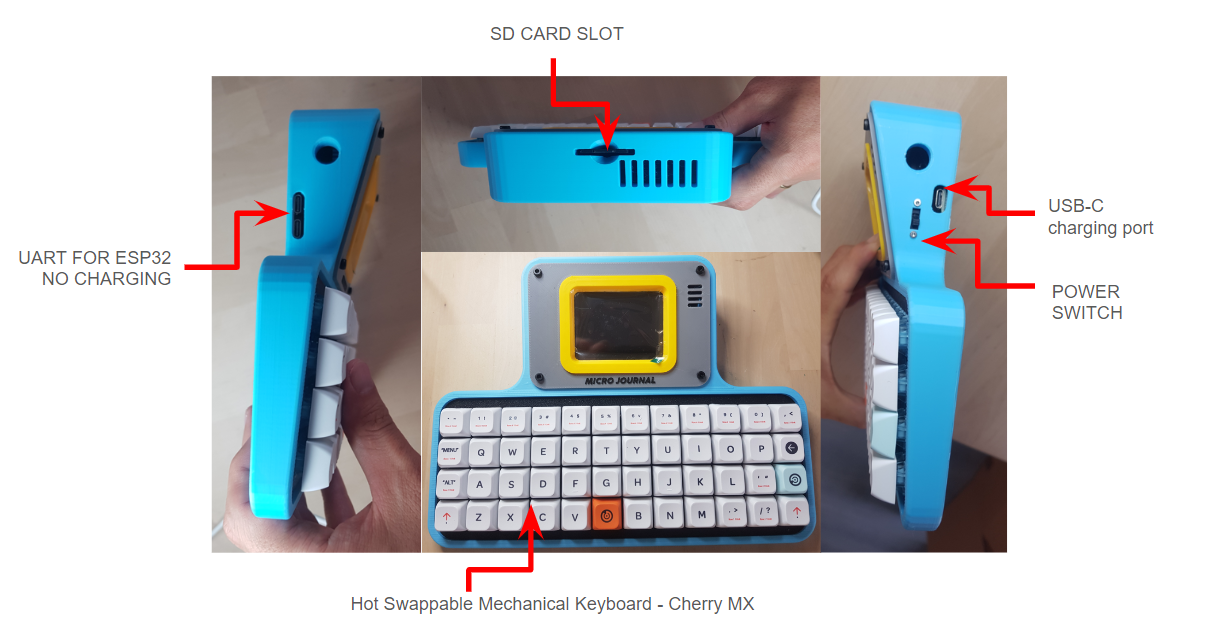 SD CARD SLOT
UART FOR ESP32
NO CHARGING
USB-C
charging port
POWER
SWITCH
MICRO JOURNAL
"MENU" Q W E R T Y U I O P
"ALT" A S D F G H J K L
Z X C V B N M
Hot Swappable Mechanical Keyboard - Cherry MX